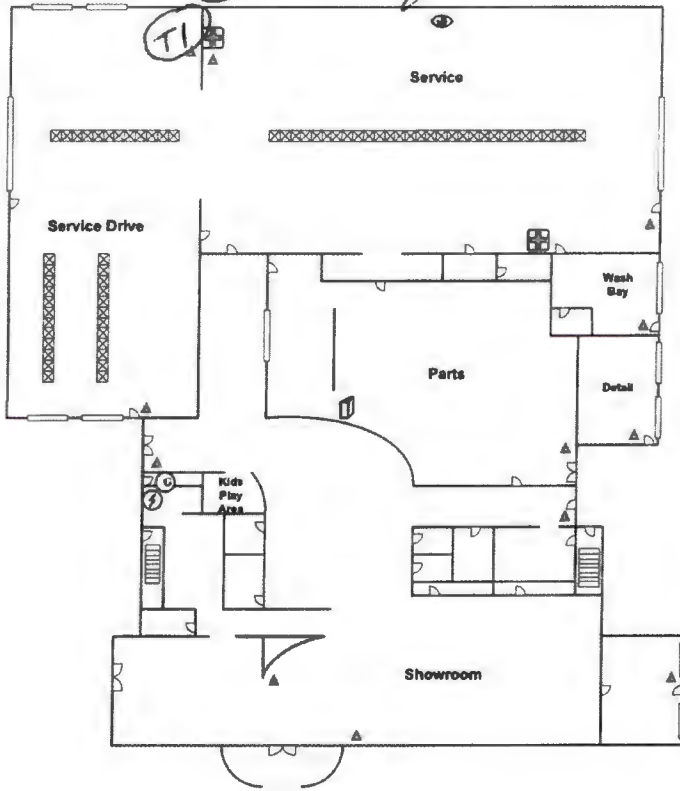 T1
Service
Service Drive
Wash
Bay
Parts
Detail
Kids
Play
Area
Showroom